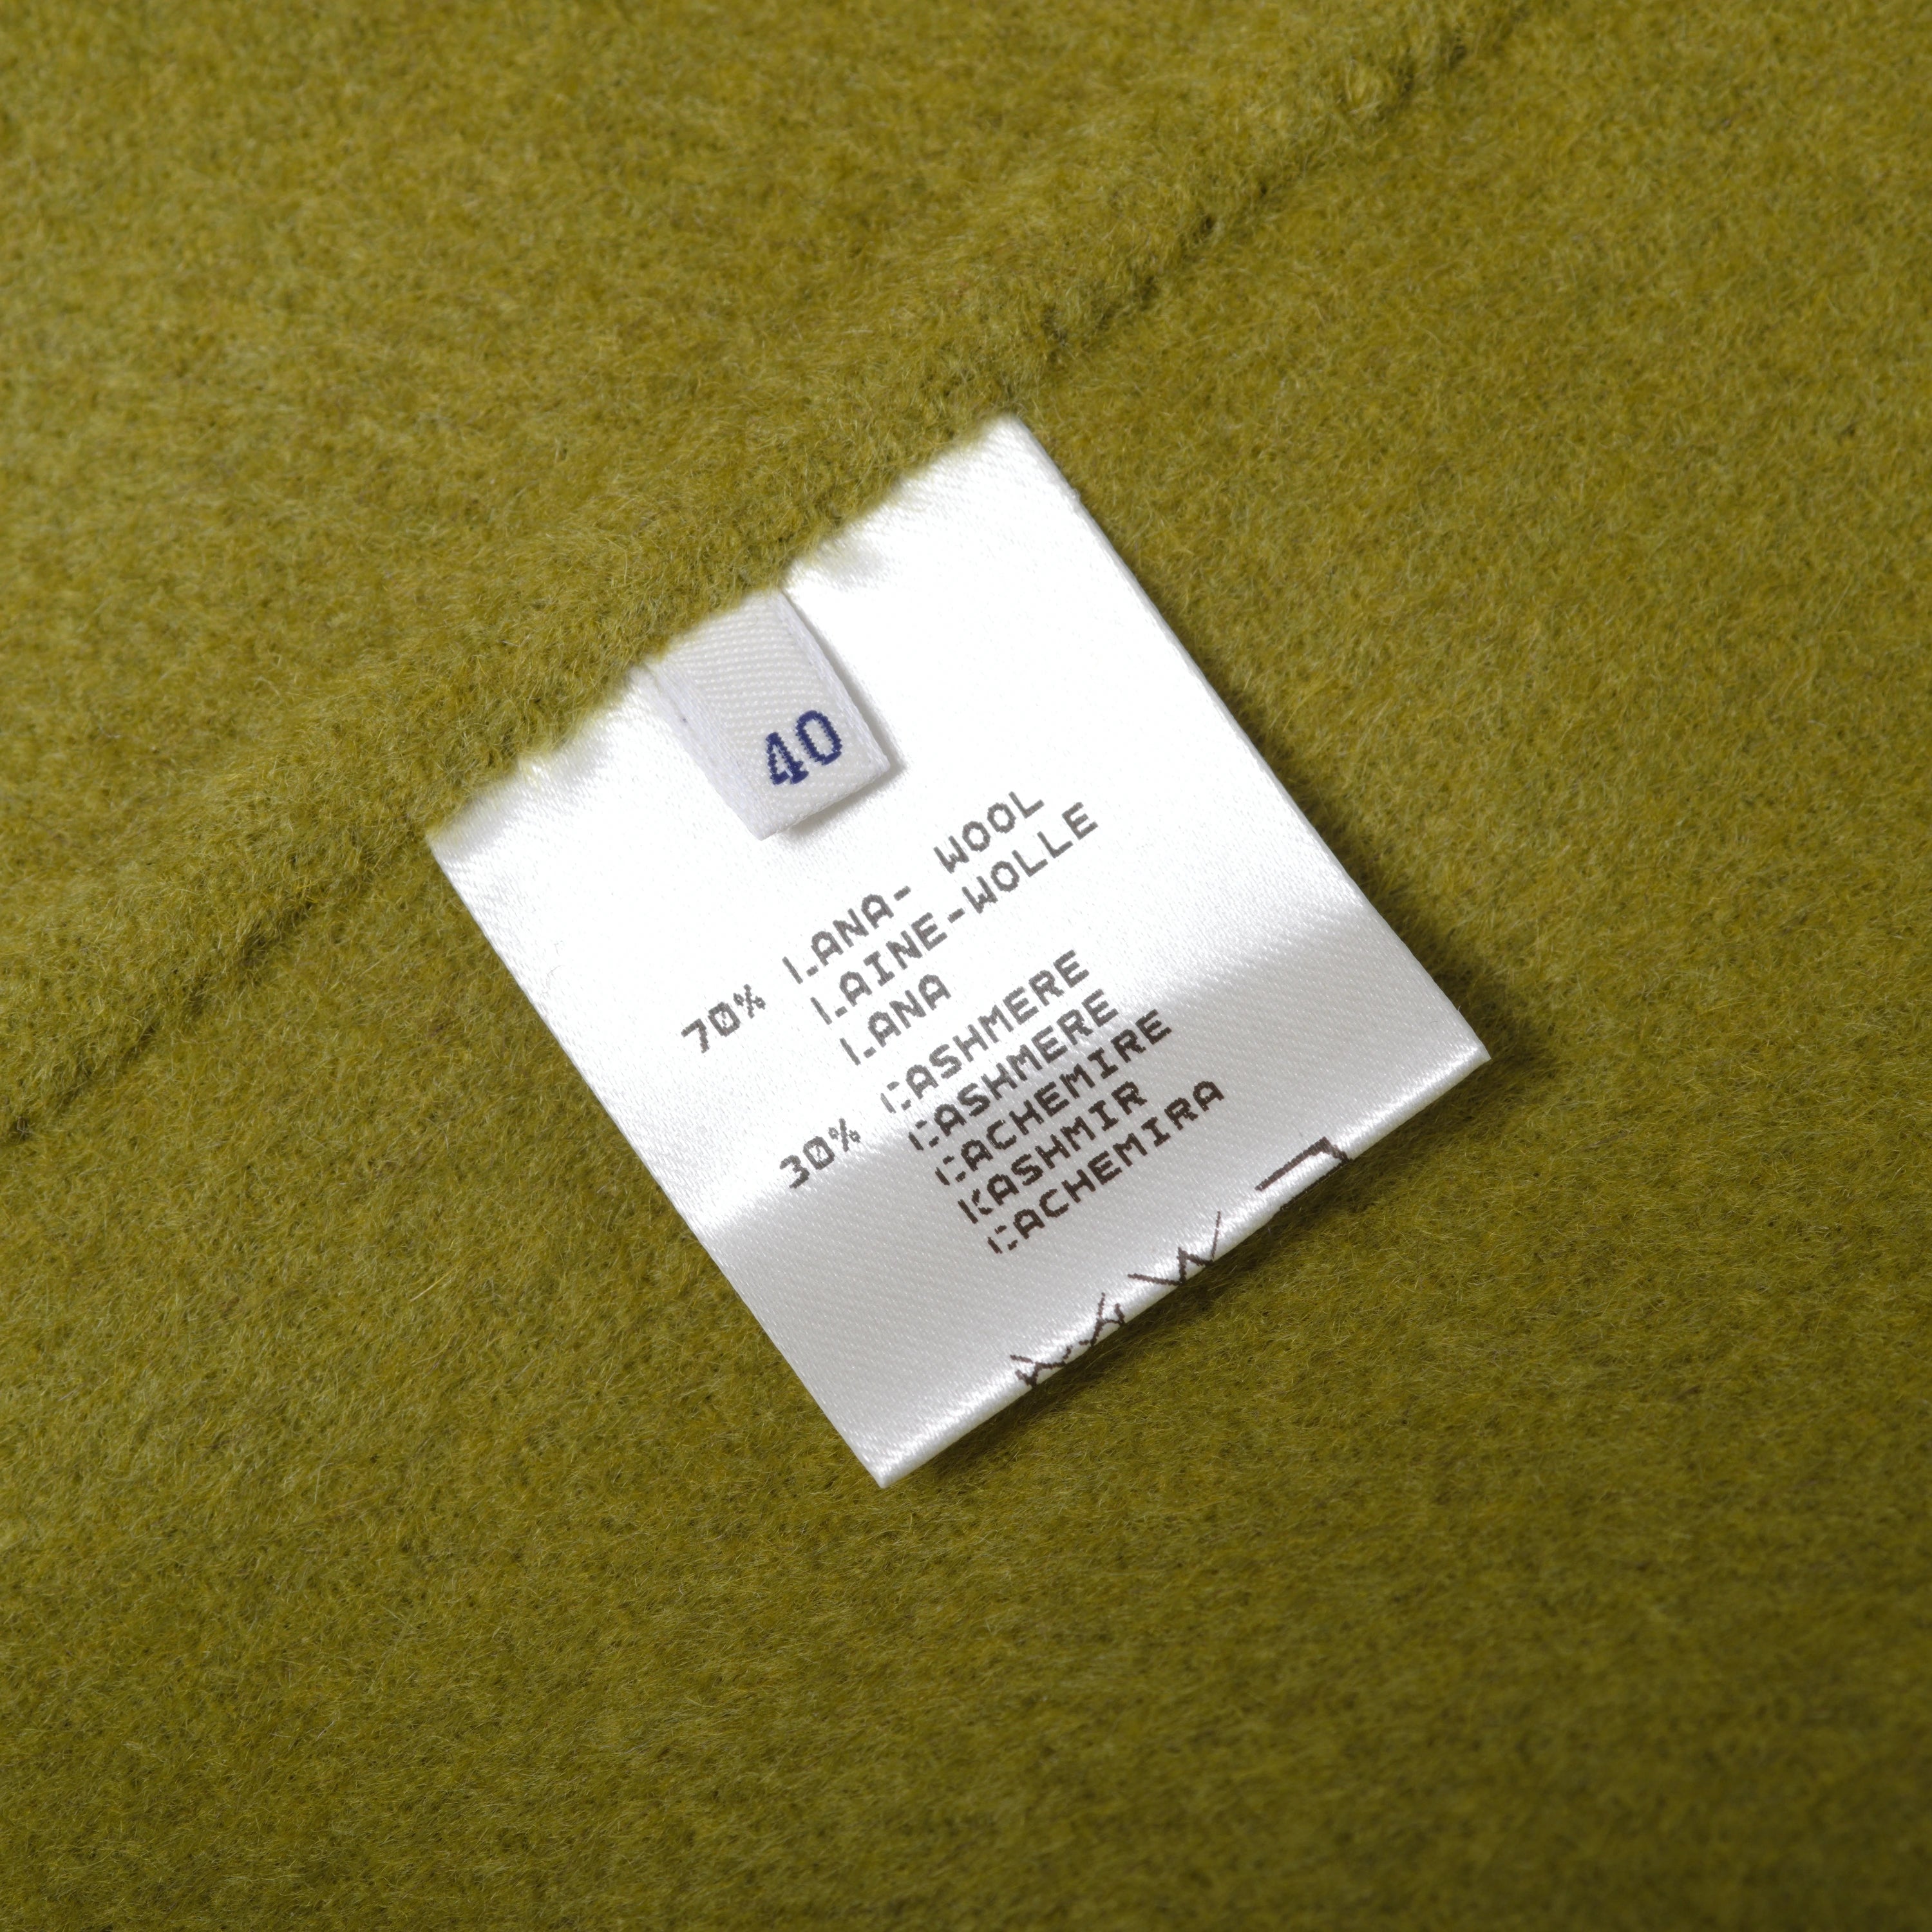 40
70% LANA- WOOL
LAINE-WOLLE
LANA
30% CASHMERE
CASHMERE
CACHEMIRE
KASHMIR
CACHEMIRA